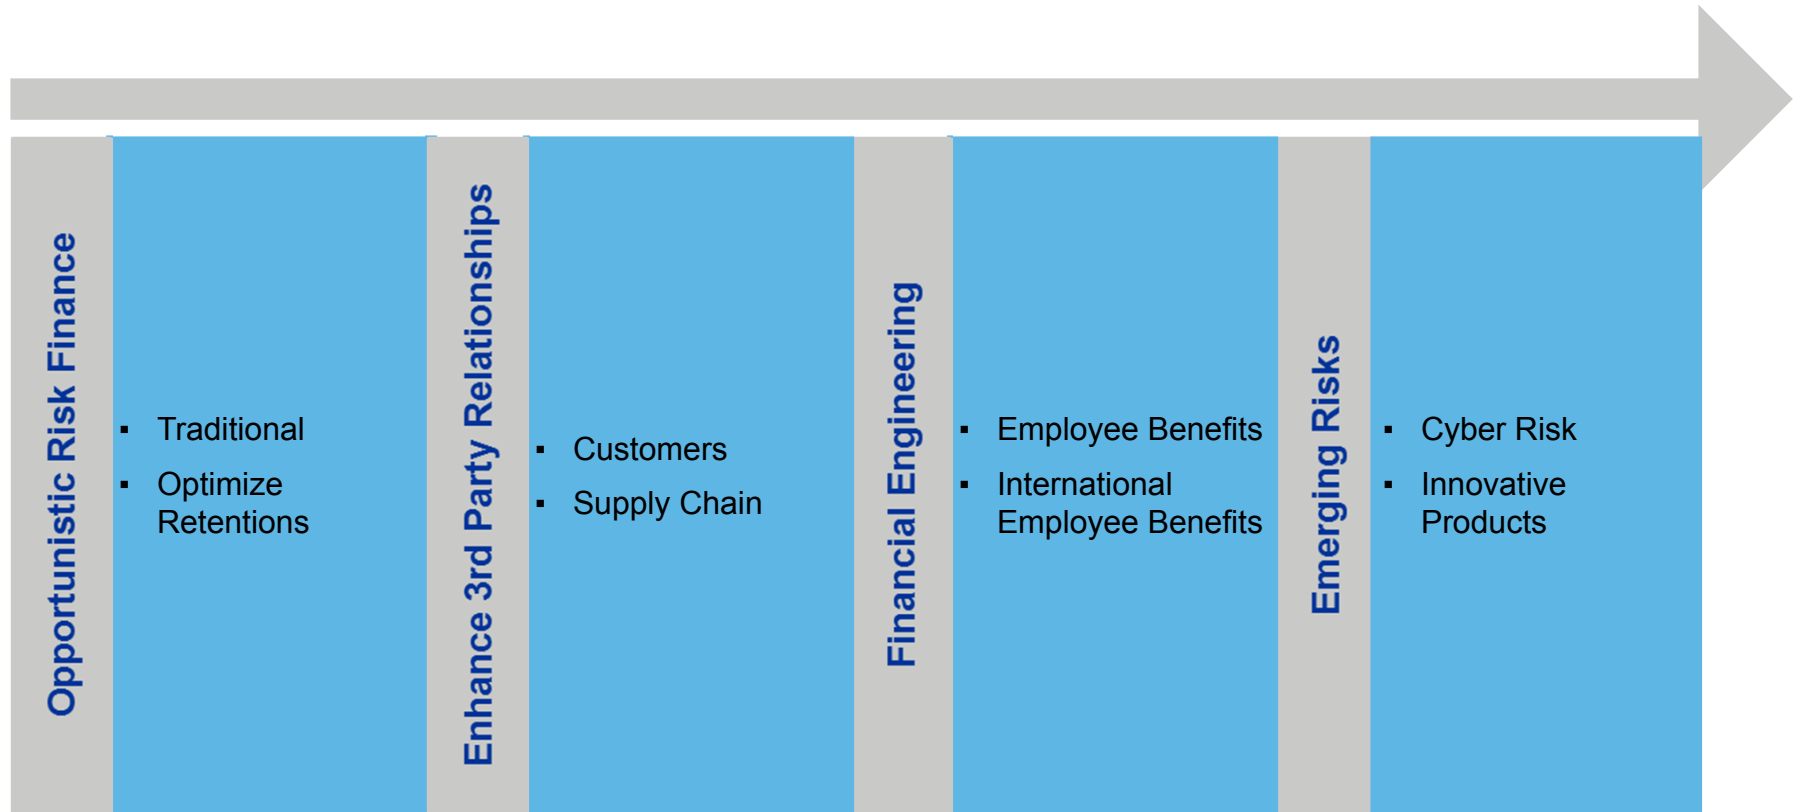 Opportunistic Risk Finance
▪ Traditional
▪ Optimize
Retentions
Enhance 3rd Party Relationships
▪ Customers
▪ Supply Chain
Financial Engineering
▪ Employee Benefits
▪ International
Employee Benefits
Emerging Risks
▪ Cyber Risk
▪ Innovative
Products